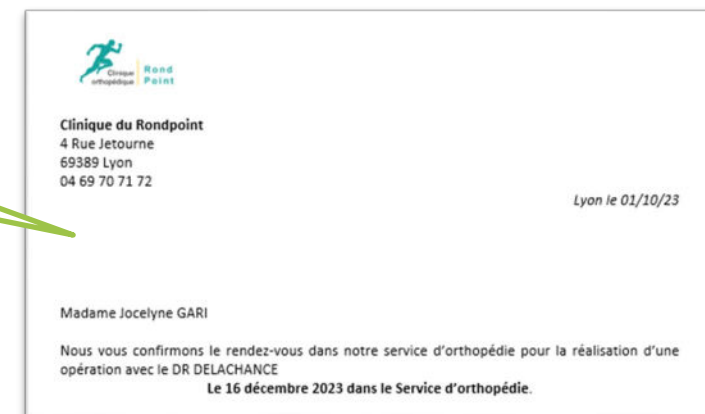 Clinique
orthopédique
Rond
Point
Clinique du Rondpoint
4 Rue Jetourne
69389 Lyon
04 69 70 71 72
Lyon le 01/10/23
Madame Jocelyne GARI
Nous vous confirmons le rendez-vous dans notre service d'orthopédie pour la réalisation d'une
opération avec le DR DELACHANCE
Le 16 décembre 2023 dans le Service d'orthopédie.